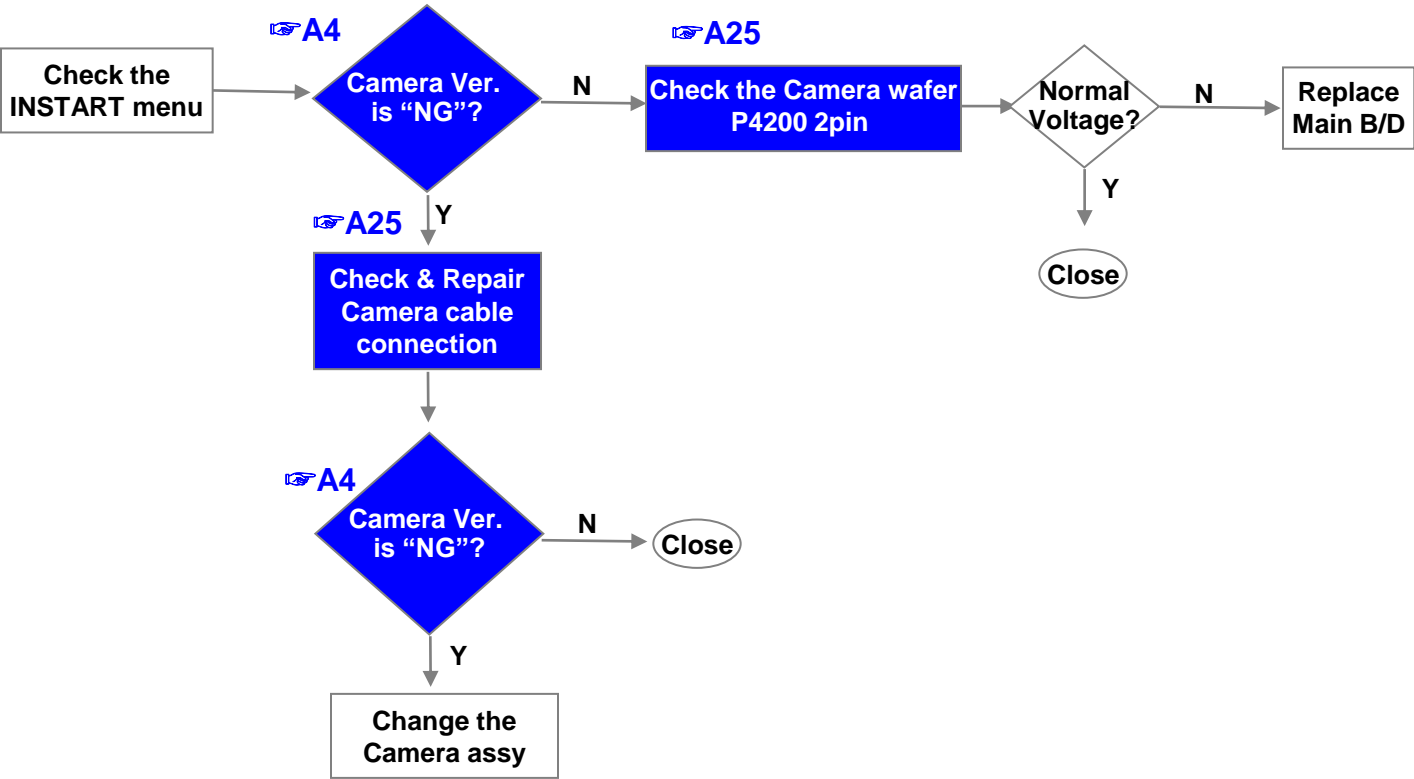 ☞A4
☞A25
Check the
INSTART menu
Camera Ver.
is “NG”?
N
Check the Camera wafer
P4200 2pin
Normal
Voltage?
N
Replace
Main B/D
Y
Close
☞A25
Y
Check & Repair
Camera cable
connection
☞A4
Camera Ver.
is “NG”?
N
Close
Y
Change the
Camera assy